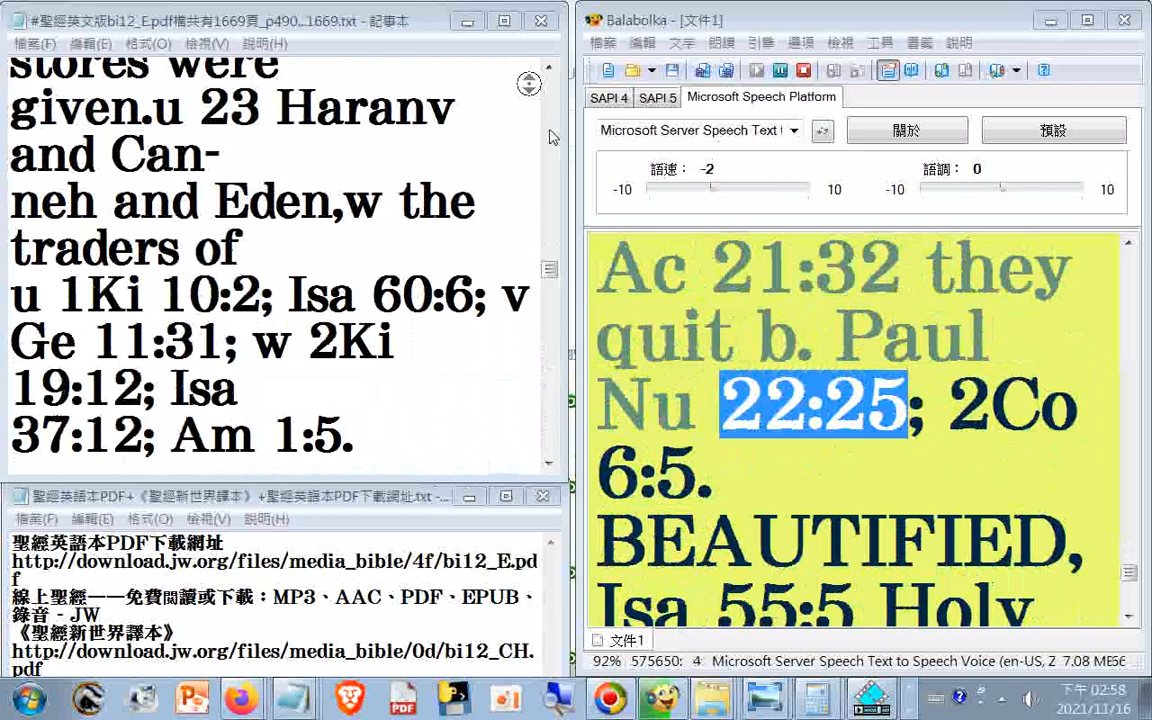 #聖經英文版bi12_E.pdf檔共有1669頁_p490...1669.txt - 記事本
檔案(F) 編輯(E) 格式(O) 檢視(V) 說明(H)
stores were
given.u 23 Haranv
and Can-
neh and Eden,w the
traders of
u 1Ki 10:2; Isa 60:6; v
Ge 11:31; w 2Ki
19:12; Isa
37:12; Am 1:5.
聖經英語本PDF+《聖經新世界譯本》+聖經英語本PDF下載網址.txt -...
檔案(F) 編輯(E) 格式(O) 檢視(V) 說明(H)
聖經英語本PDF下載網址
http://download.jw.org/files/media_bible/4f/bi12_E.pd
f
線上聖經——免費閱讀或下載：MP3、AAC、PDF、EPUB、
錄音 - JW
《聖經新世界譯本》
http://download.jw.org/files/media_bible/0d/bi12_CH.
pdf
Balabolka - [文件1]
檔案 編輯 文字 朗讀 引擎 選項 檢視 工具 書籤 說明
SAPI 4 SAPI 5 Microsoft Speech Platform
Microsoft Server Speech Text 關於 預設
語速： -2 語調： 0
-10 10 -10 10
Ac 21:32 they
quit b. Paul
Nu 22:25; 2Co
6:5.
BEAUTIFIED,
Isa 55:5 Holy
文件1
92% 575650: 4 Microsoft Server Speech Text to Speech Voice (en-US, Z 7.08 ME56
PDF
下午 02:58
2021/11/16